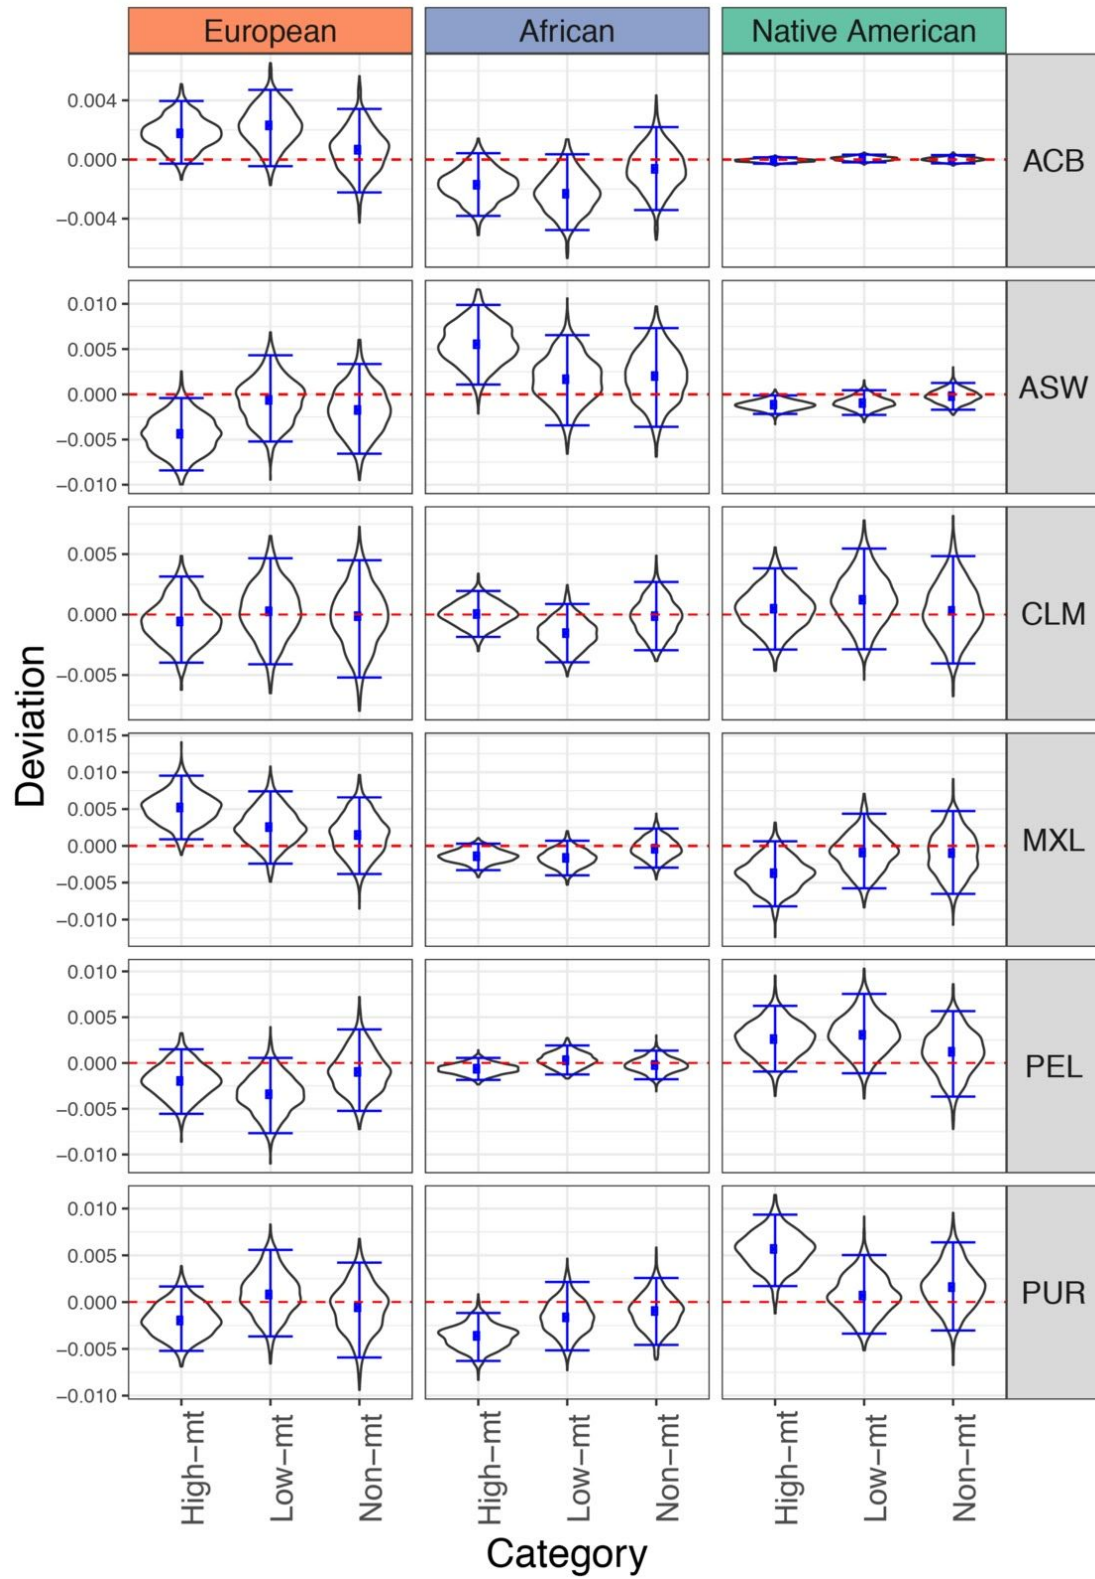 European African Native American
0.004
0.000
−0.004
ACB
0.010
0.005
0.000
−0.005
−0.010
ASW
0.005
0.000
−0.005
CLM
0.015
0.010
0.005
0.000
−0.005
−0.010
MXL
0.010
0.005
0.000
−0.005
−0.010
PEL
0.010
0.005
0.000
−0.005
−0.010
PUR
Deviation
High−mt Low−mt Non−mt High−mt Low−mt Non−mt High−mt Low−mt Non−mt
Category